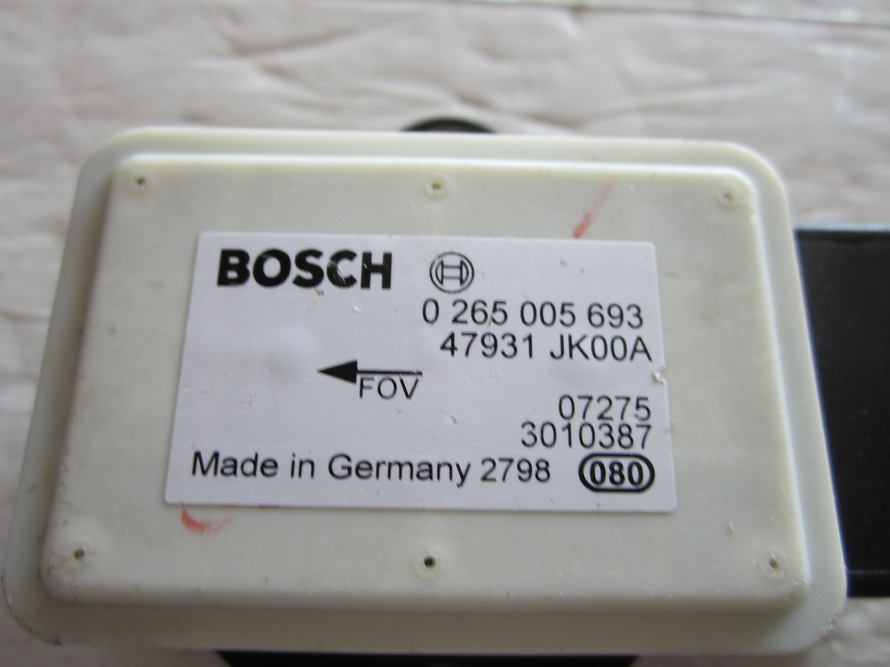 BOSCH
0 265 005 693
47931 JK00A
FOV
07275
3010387
Made in Germany 2798 080